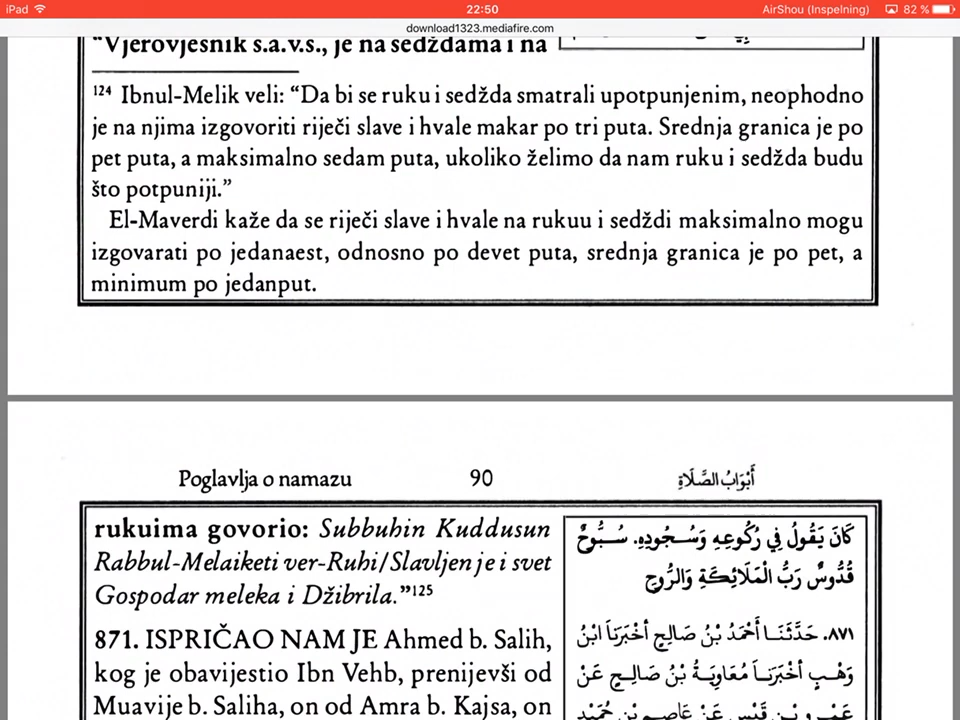 iPad 22:50 AirShou (Inspelning) 82 %
download1323.mediafire.com
"Vjerovjesnik s.a.v.s., je na sedždama i na
124 Ibnul-Melik veli: “Da bi se ruku i sedžda smatrali upotpunjenim, neophodno
je na njima izgovoriti riječi slave i hvale makar po tri puta. Srednja granica je po
pet puta, a maksimalno sedam puta, ukoliko želimo da nam ruku i sedžda budu
što potpuniji.”
El-Maverdi kaže da se riječi slave i hvale na rukuu i sedždi maksimalno mogu
izgovarati po jedanaest, odnosno po devet puta, srednja granica je po pet, a
minimum po jedanput.
Poglavlja o namazu 90 أَبْوَابُ الصَّلَاةِ
rukuima govorio: Subbuhin Kuddusun
Rabbul-Melaiketi ver-Ruhi/Slavljen je i svet
Gospodar meleka i Džibrila.”125
871. ISPRIČAO NAM JE Ahmed b. Salih,
kog je obavijestio Ibn Vehb, prenijevši od
Muavije b. Saliha, on od Amra b. Kajsa, on
كَانَ يَقُولُ فِي رُكُوعِهِ وَسُجُودِهِ. سُبُّوحٌ
قُدُّوسٌ رَبُّ الْمَلَائِكَةِ وَالرُّوحِ
٨٧١. حَدَّثَنَا أَحْمَدُ بْنُ صَالِحٍ أَخْبَرَنَا ابْنُ
وَهْبٍ أَخْبَرَنَا مُعَاوِيَةُ بْنُ صَالِحٍ عَنْ
عَمْرِو بْنِ قَيْسٍ عَنْ عَاصِمِ بْنِ حُمَيْدٍ